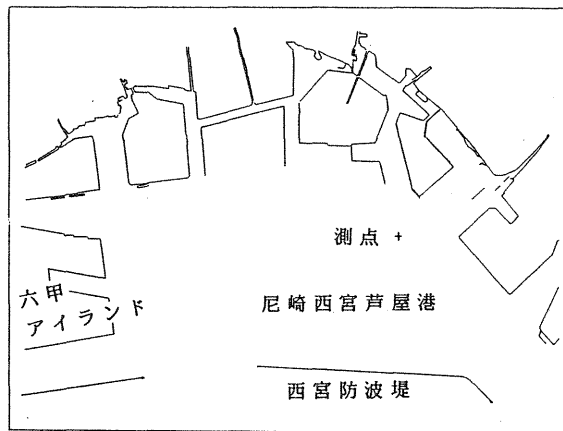 測点 +
六甲
アイランド
尼崎西宮芦屋港
西宮防波堤